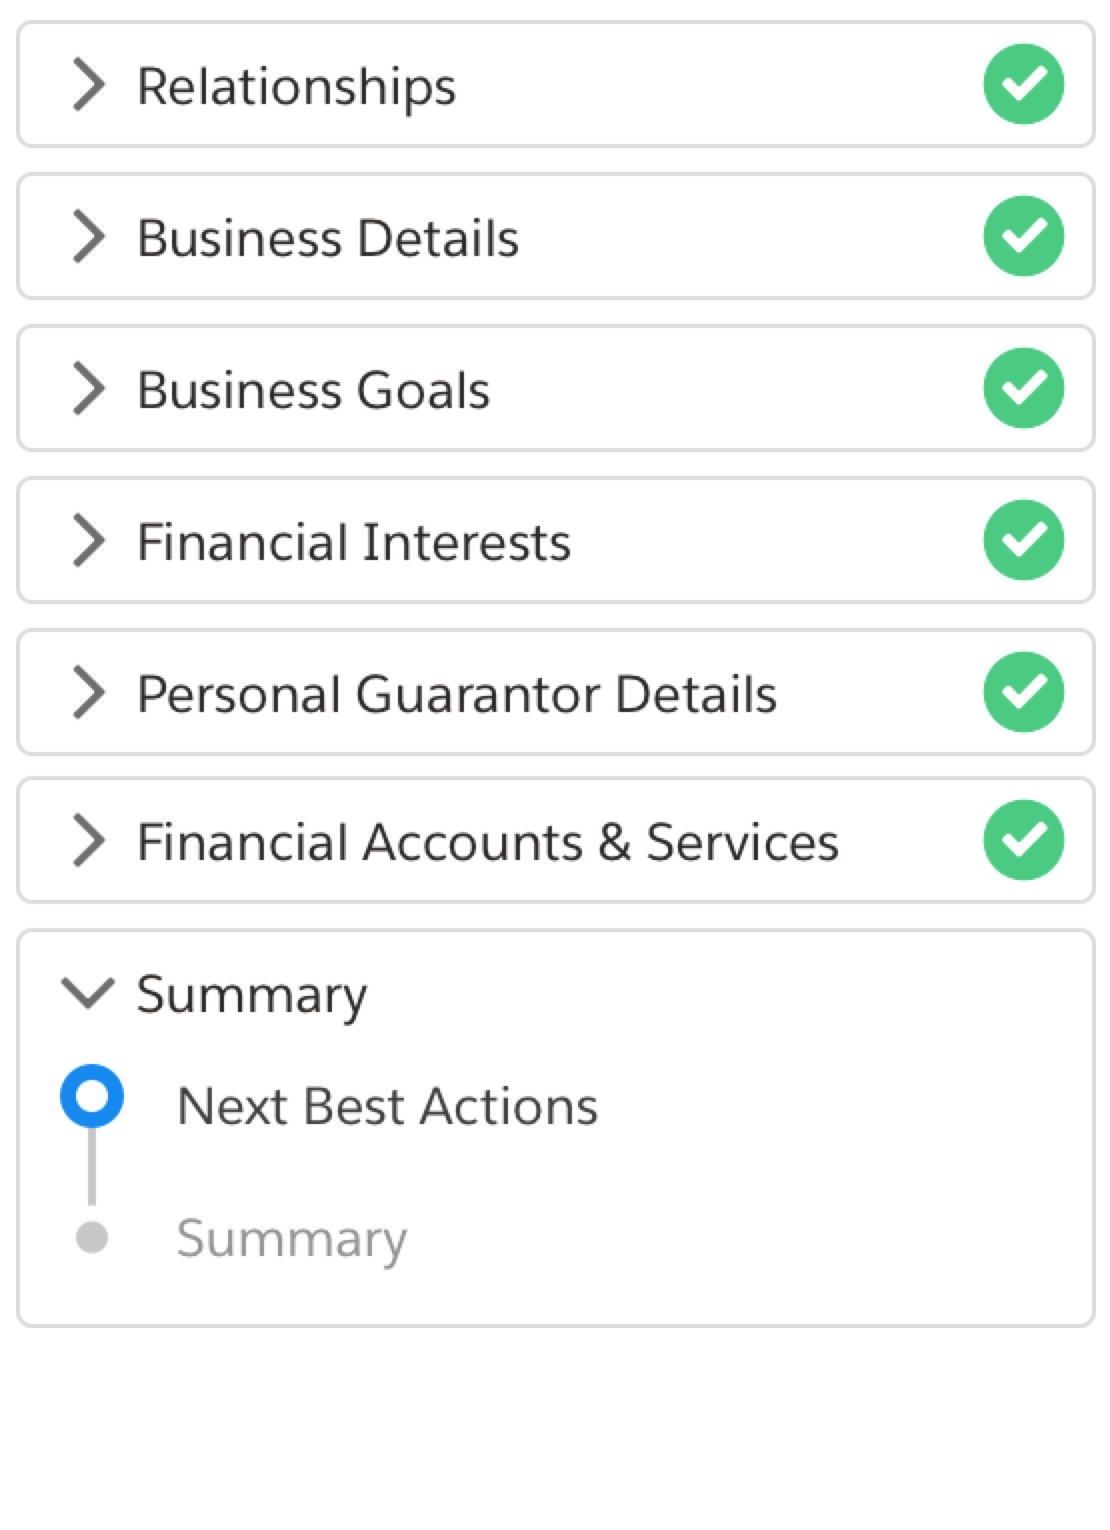 Relationships
Business Details
Business Goals
Financial Interests
Personal Guarantor Details
Financial Accounts & Services
Summary
Next Best Actions
Summary